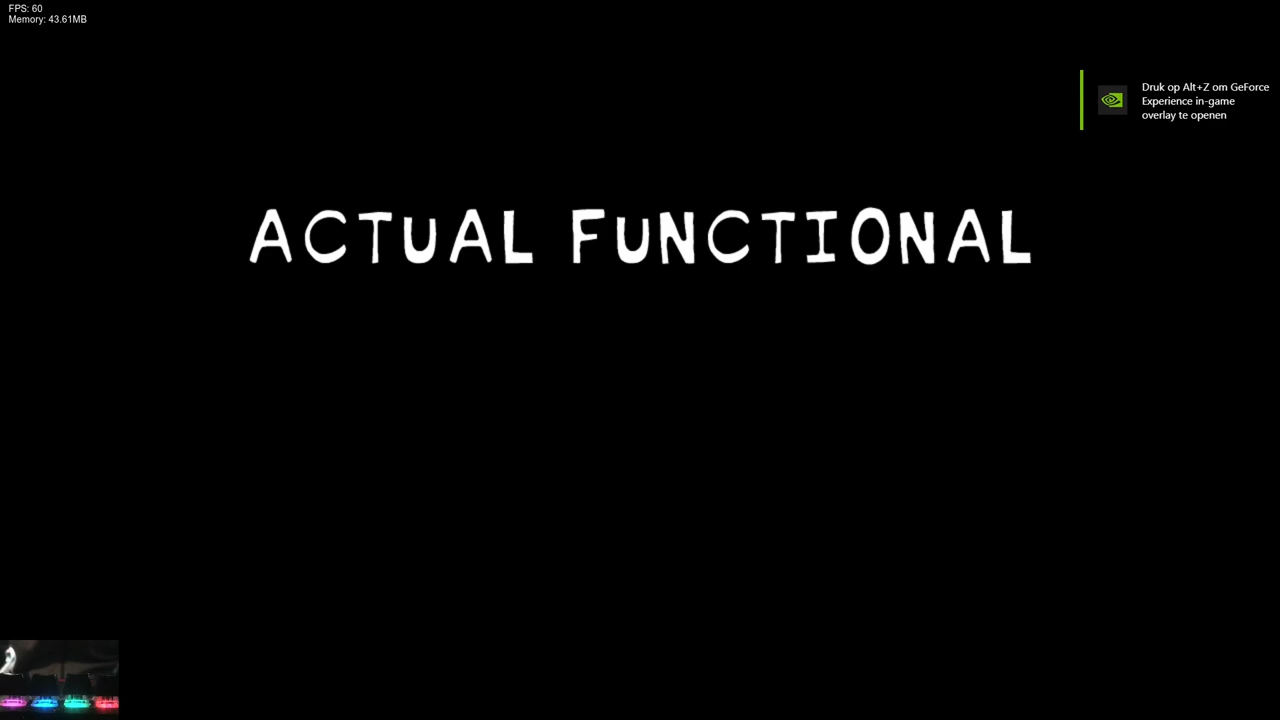 FPS: 60
Memory: 43.61MB
Druk op Alt+Z om GeForce
Experience in-game
overlay te openen
ACTUAL FUNCTIONAL